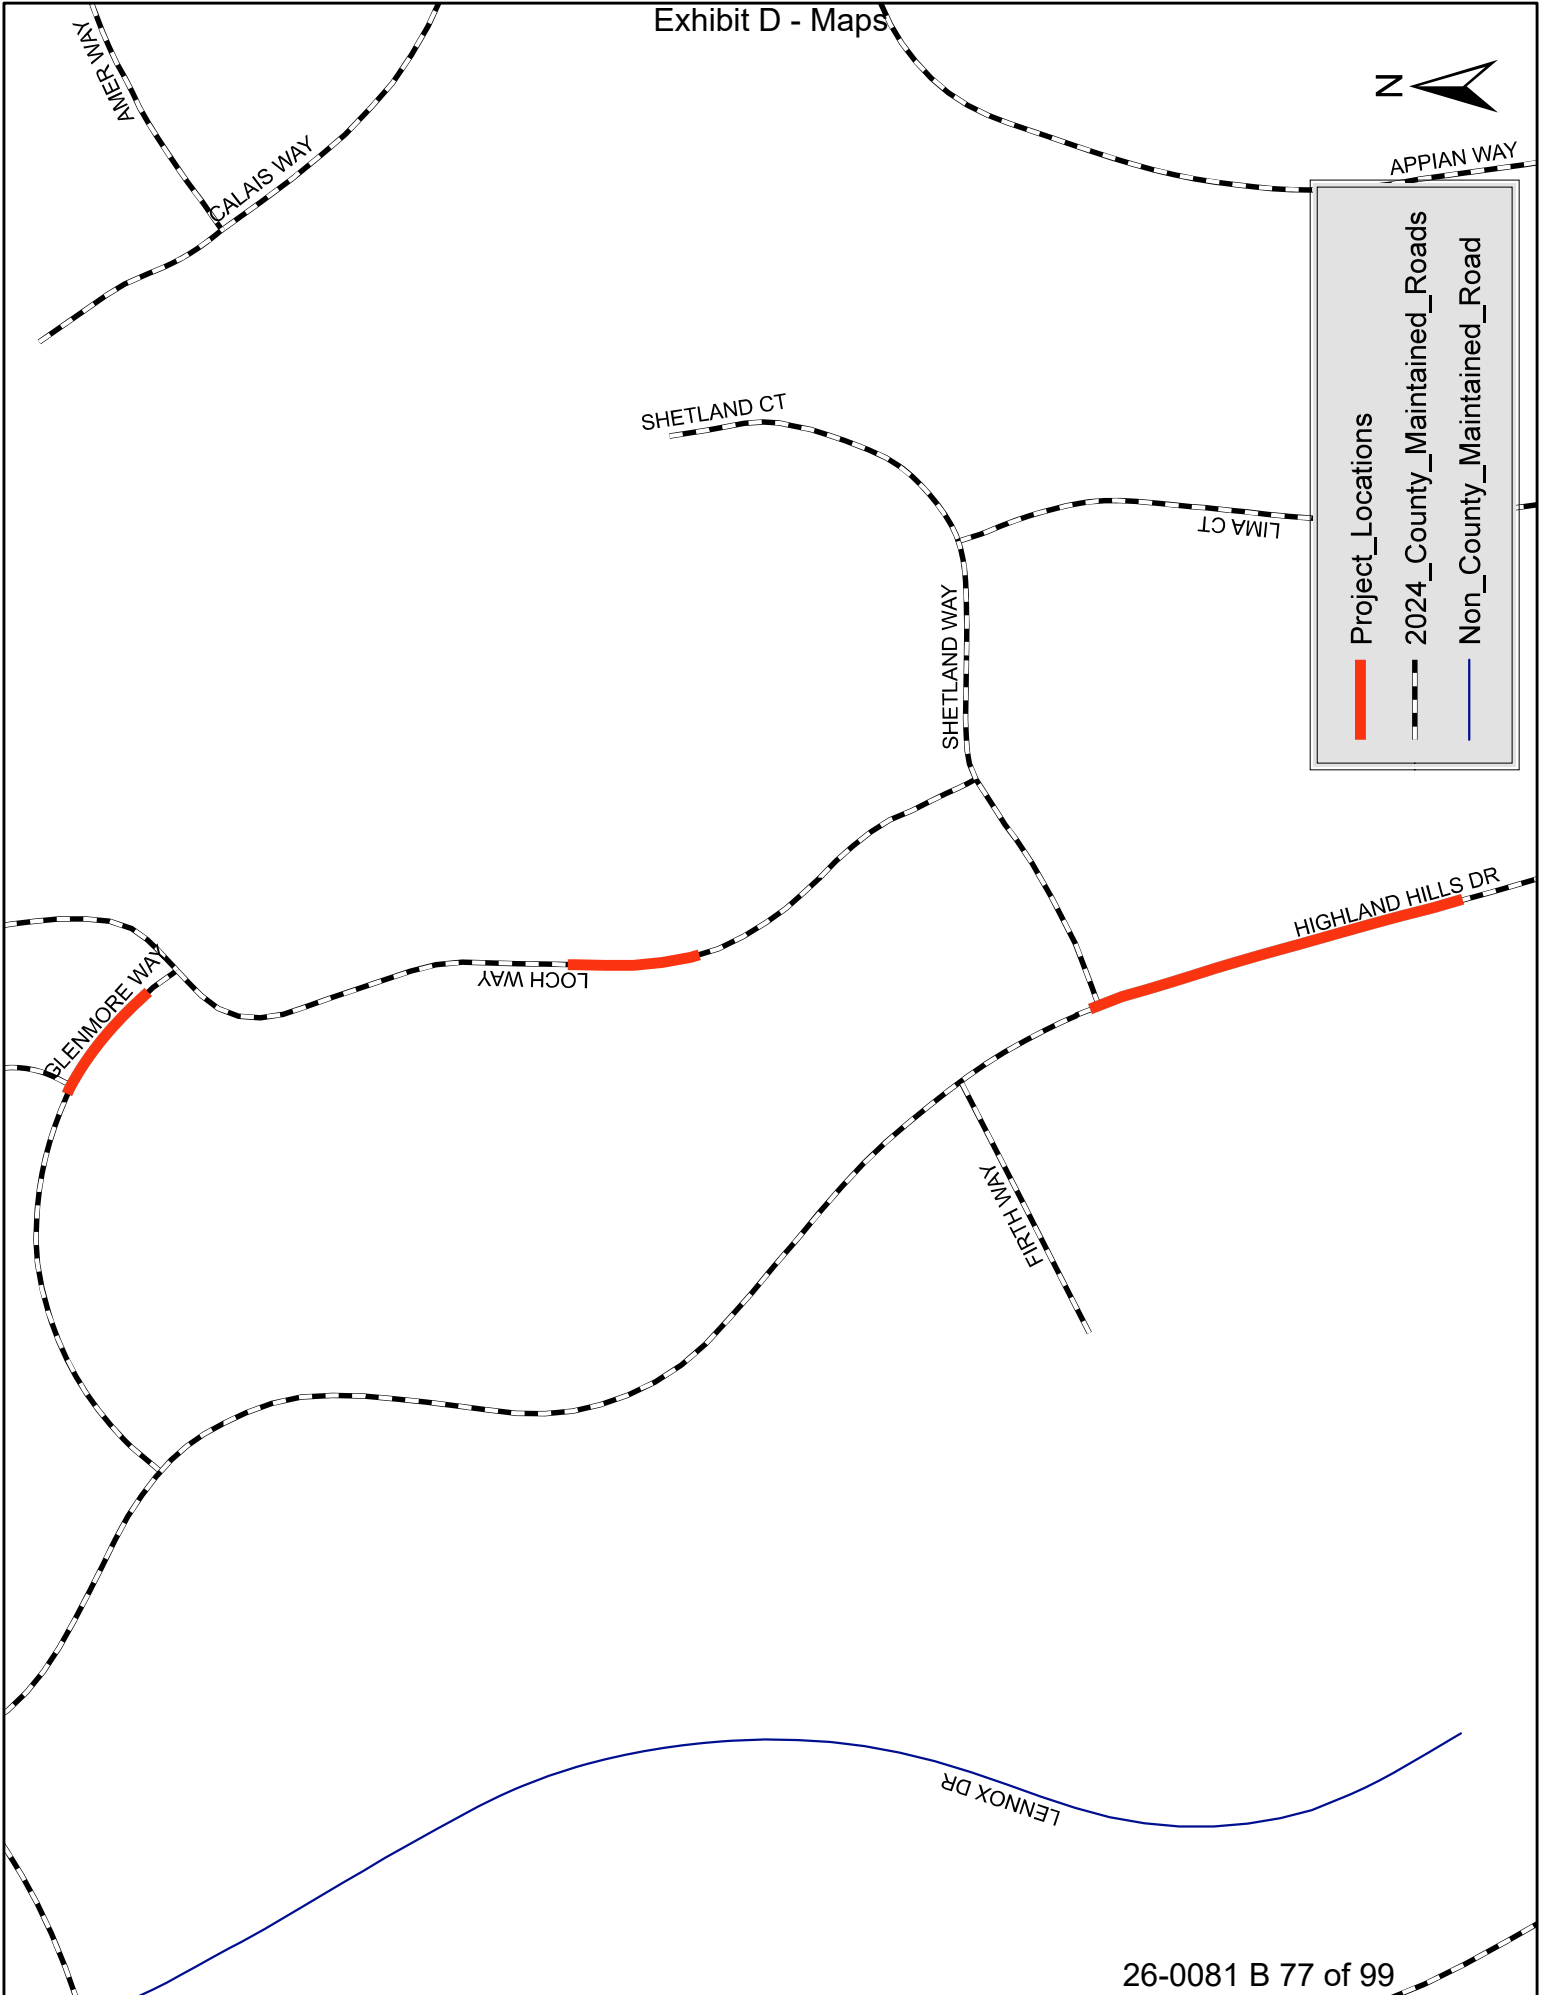 Exhibit D - Maps
AMER WAY
CALAIS WAY
N
APPIAN WAY
SHETLAND CT
LIMA CT
SHETLAND WAY
Project_Locations
2024_County_Maintained_Roads
Non_County_Maintained_Road
HIGHLAND HILLS DR
GLENMORE WAY
LOCH WAY
FIRTH WAY
LENNOX DR
26-0081 B 77 of 99